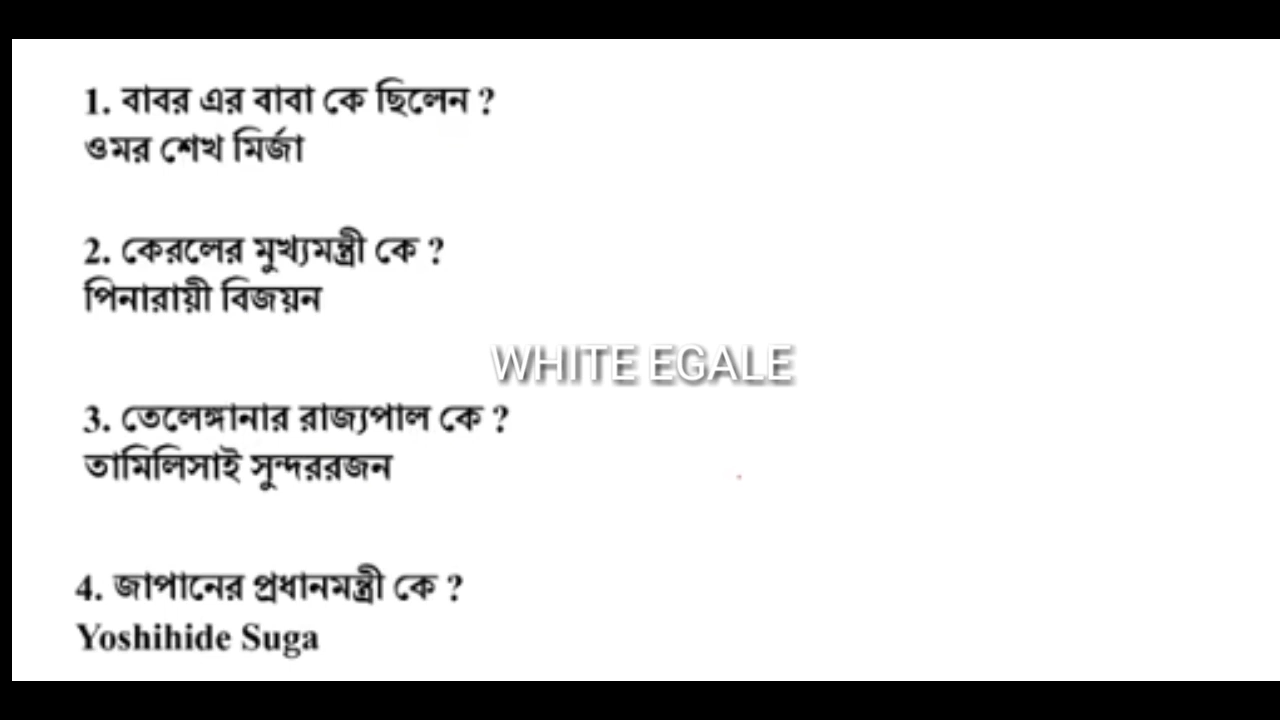 1. বাবর এর বাবা কে ছিলেন ?
ওমর শেখ মির্জা
2. কেরলের মুখ্যমন্ত্রী কে ?
পিনারায়ী বিজয়ন
WHITE EGALE
3. তেলেঙ্গানার রাজ্যপাল কে ?
তামিলিসাই সুন্দররজন
4. জাপানের প্রধানমন্ত্রী কে ?
Yoshihide Suga